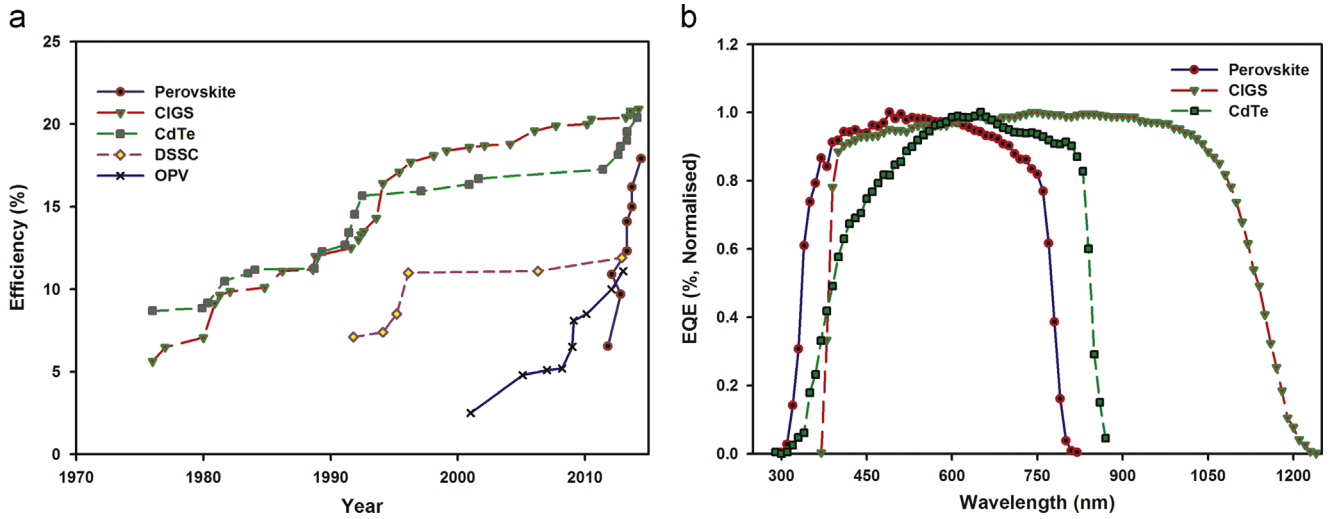 a
25
20
15
10
5
0
Efficiency (%)
Perovskite
CIGS
CdTe
DSSC
OPV
1970
1980
1990
2000
2010
Year
b
1.2
1.0
0.8
0.6
0.4
0.2
0.0
EQE (%, Normalised)
Perovskite
CIGS
CdTe
300
450
600
750
900
1050
1200
Wavelength (nm)